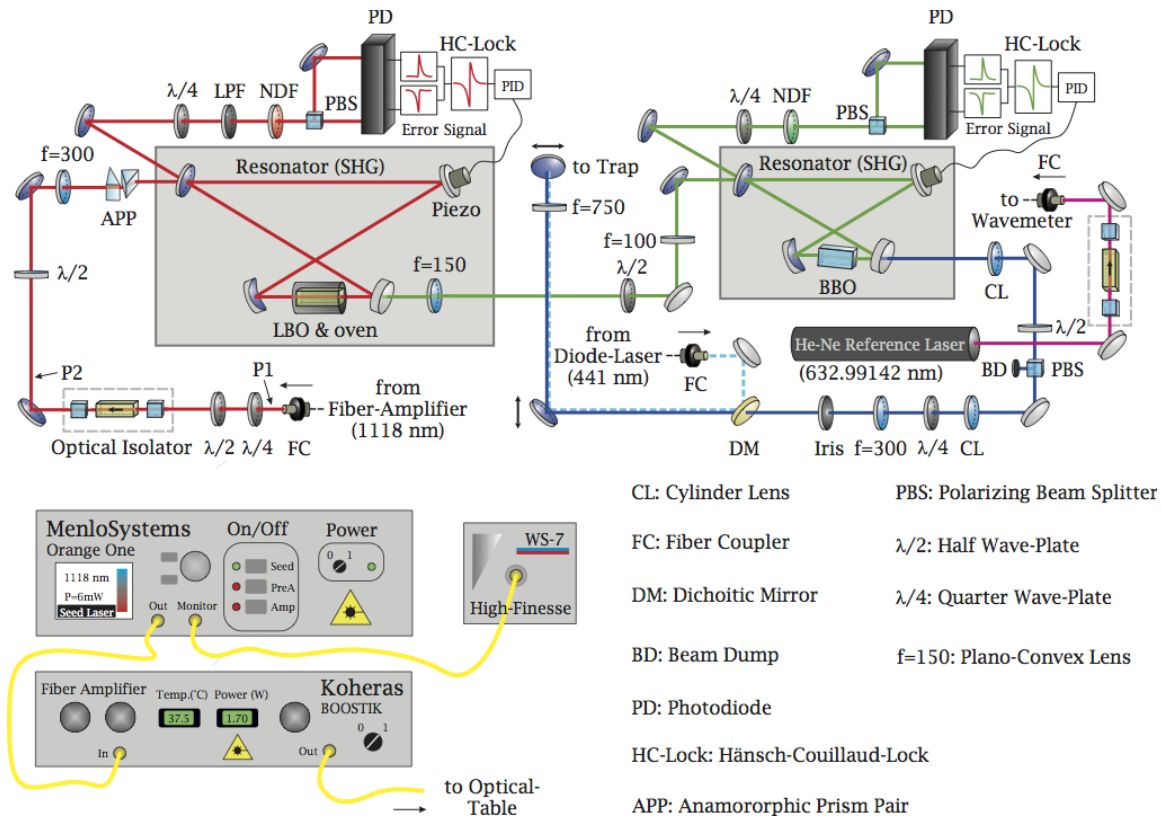 PD
HC-Lock
λ/4 LPF NDF
PBS
PID
Error Signal
f=300
APP
Resonator (SHG)
Piezo
λ/2
f=150
LBO & oven
P2
P1
from
Fiber-Amplifier
(1118 nm)
Optical Isolator
λ/2 λ/4 FC
PD
HC-Lock
λ/4 NDF
PBS
PID
Error Signal
to Trap
f=750
f=100
λ/2
Resonator (SHG)
BBO
FC
to
Wavemeter
CL
λ/2
He-Ne Reference Laser
(632.99142 nm)
BD
PBS
from
Diode-Laser
(441 nm)
FC
DM
Iris f=300 λ/4 CL
MenloSystems
Orange One
1118 nm
P=6mW
Seed Laser
Out
Monitor
On/Off
Seed
PreA
Amp
Power
0 1
WS-7
High-Finesse
Fiber Amplifier
Temp.(°C)
37.5
Power (W)
1.70
Koheras
BOOSTIK
0 1
In
Out
to Optical-
Table
CL: Cylinder Lens
FC: Fiber Coupler
DM: Dichoitic Mirror
BD: Beam Dump
PD: Photodiode
HC-Lock: Hänsch-Couillaud-Lock
APP: Anamororphic Prism Pair
PBS: Polarizing Beam Splitter
λ/2: Half Wave-Plate
λ/4: Quarter Wave-Plate
f=150: Plano-Convex Lens